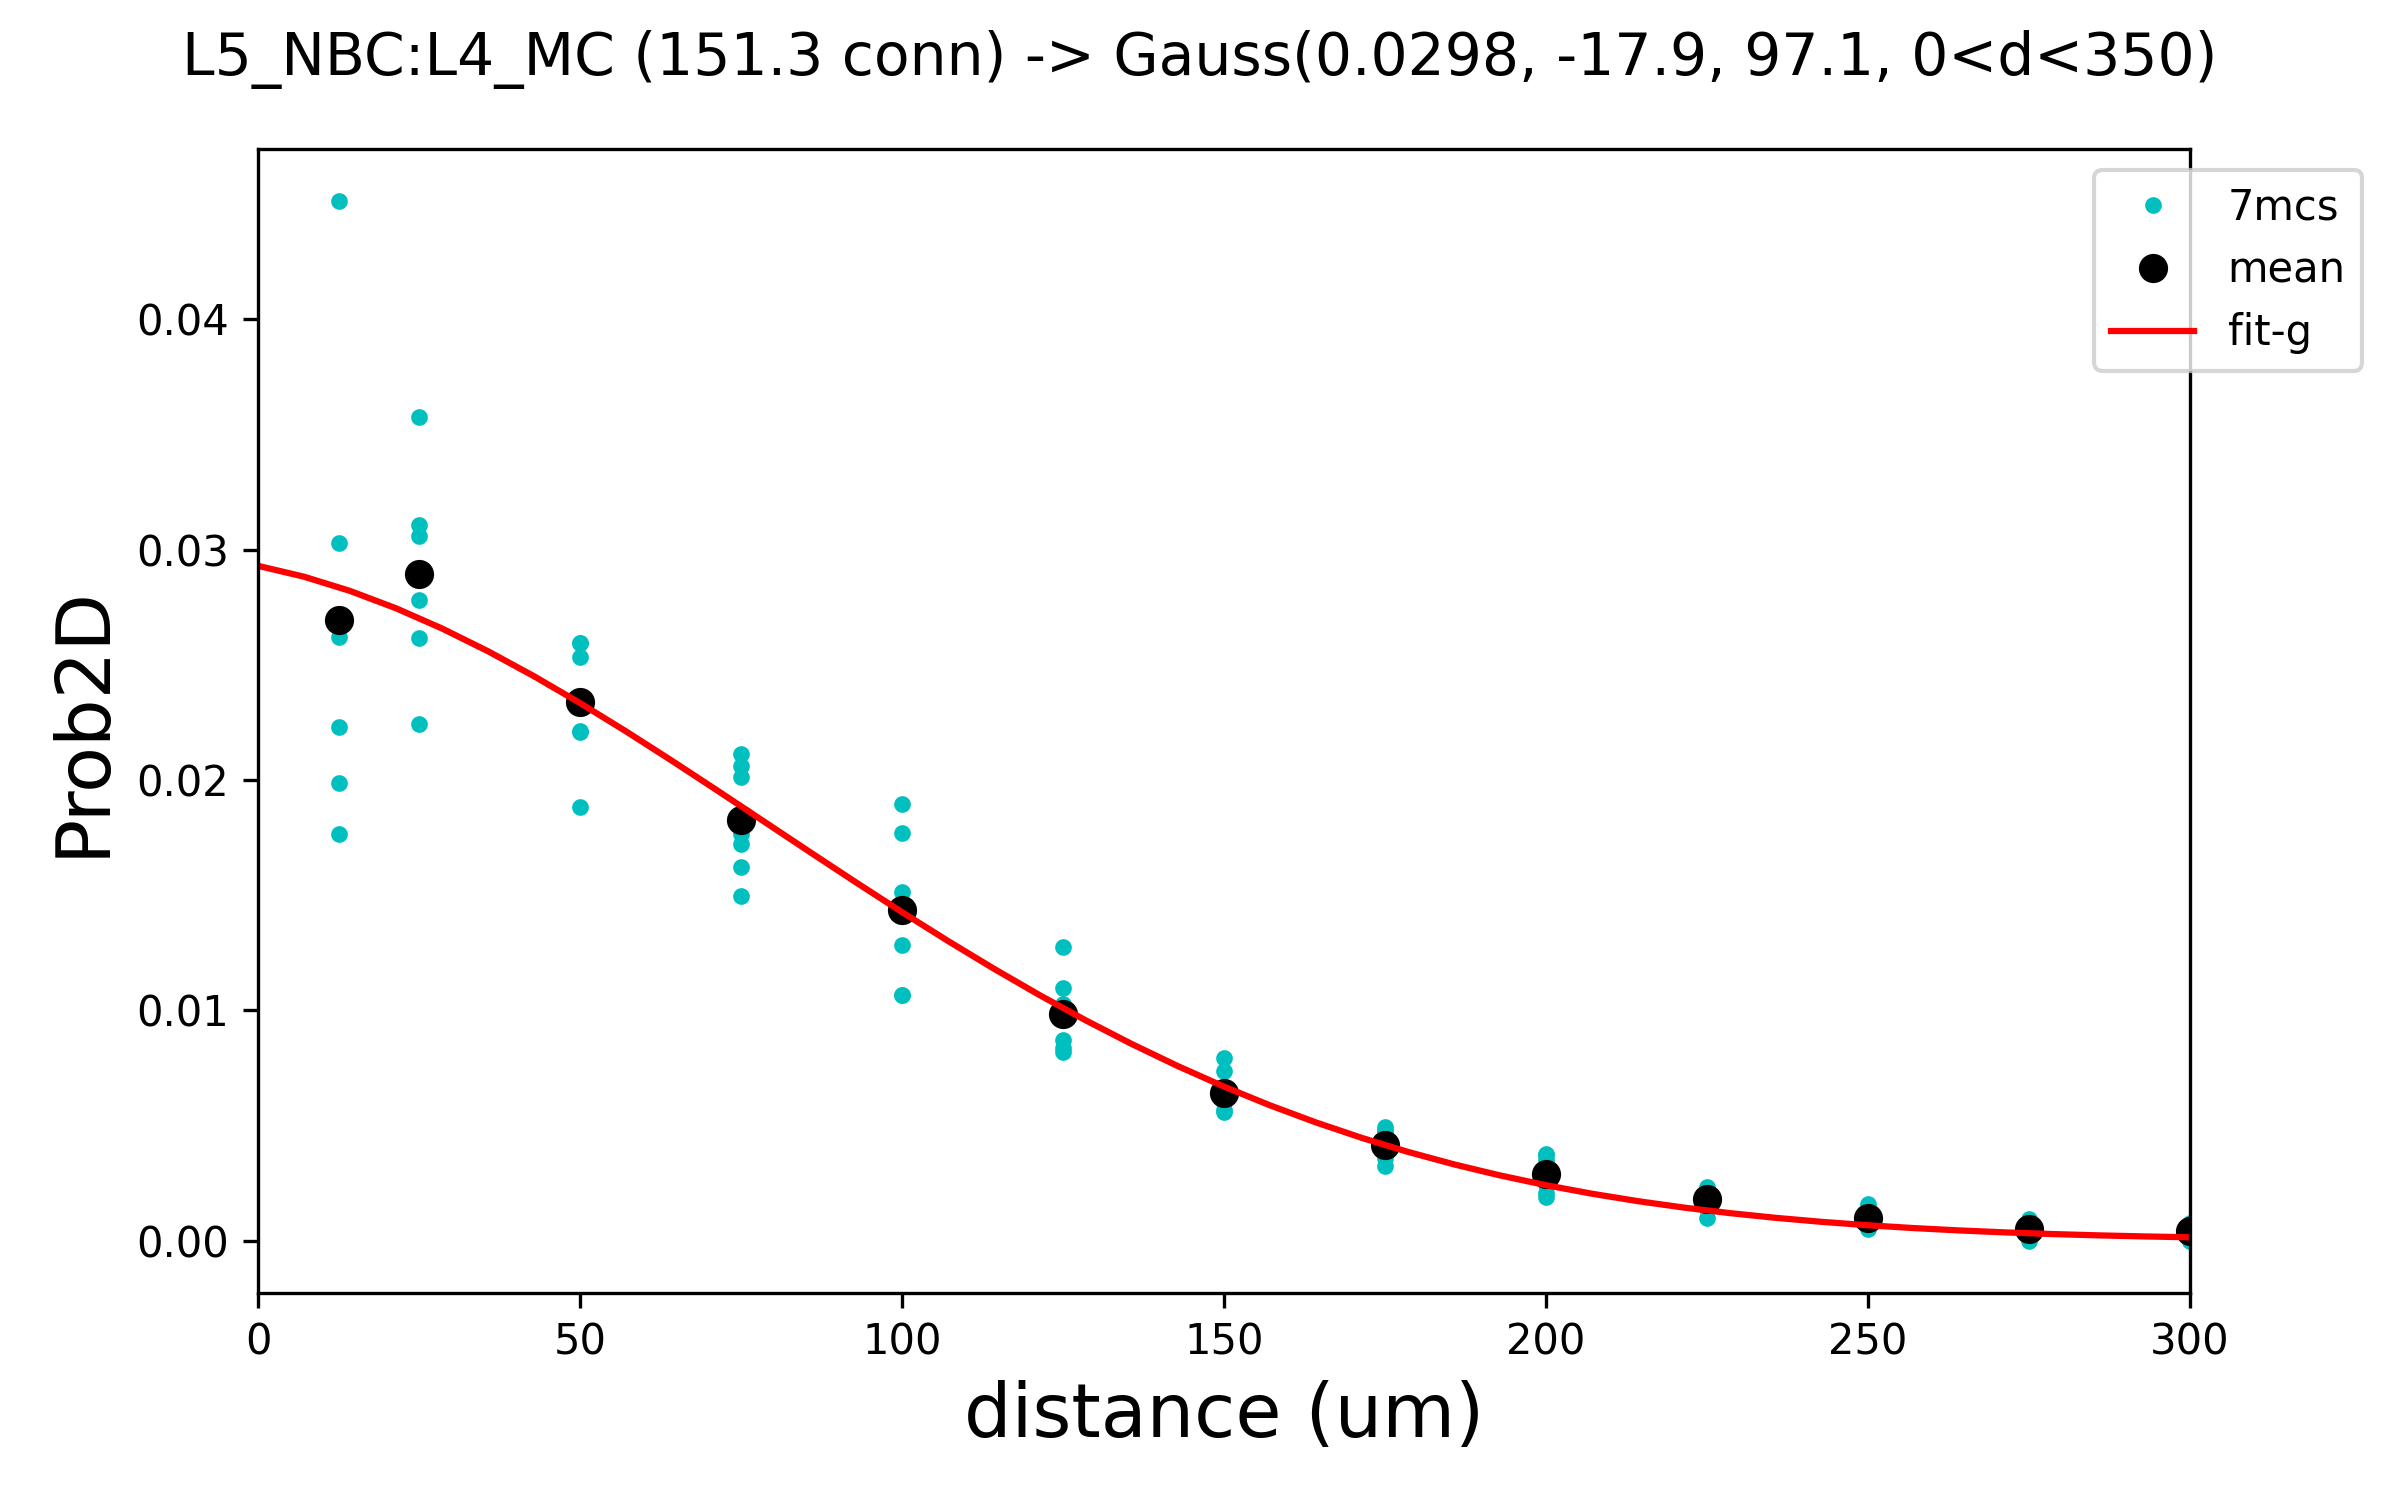 L5_NBC:L4_MC (151.3 conn) -> Gauss(0.0298, -17.9, 97.1, 0<d<350)
7mcs
mean
fit-g
Prob2D
0.04
0.03
0.02
0.01
0.00
0 50 100 150 200 250 300
distance (um)